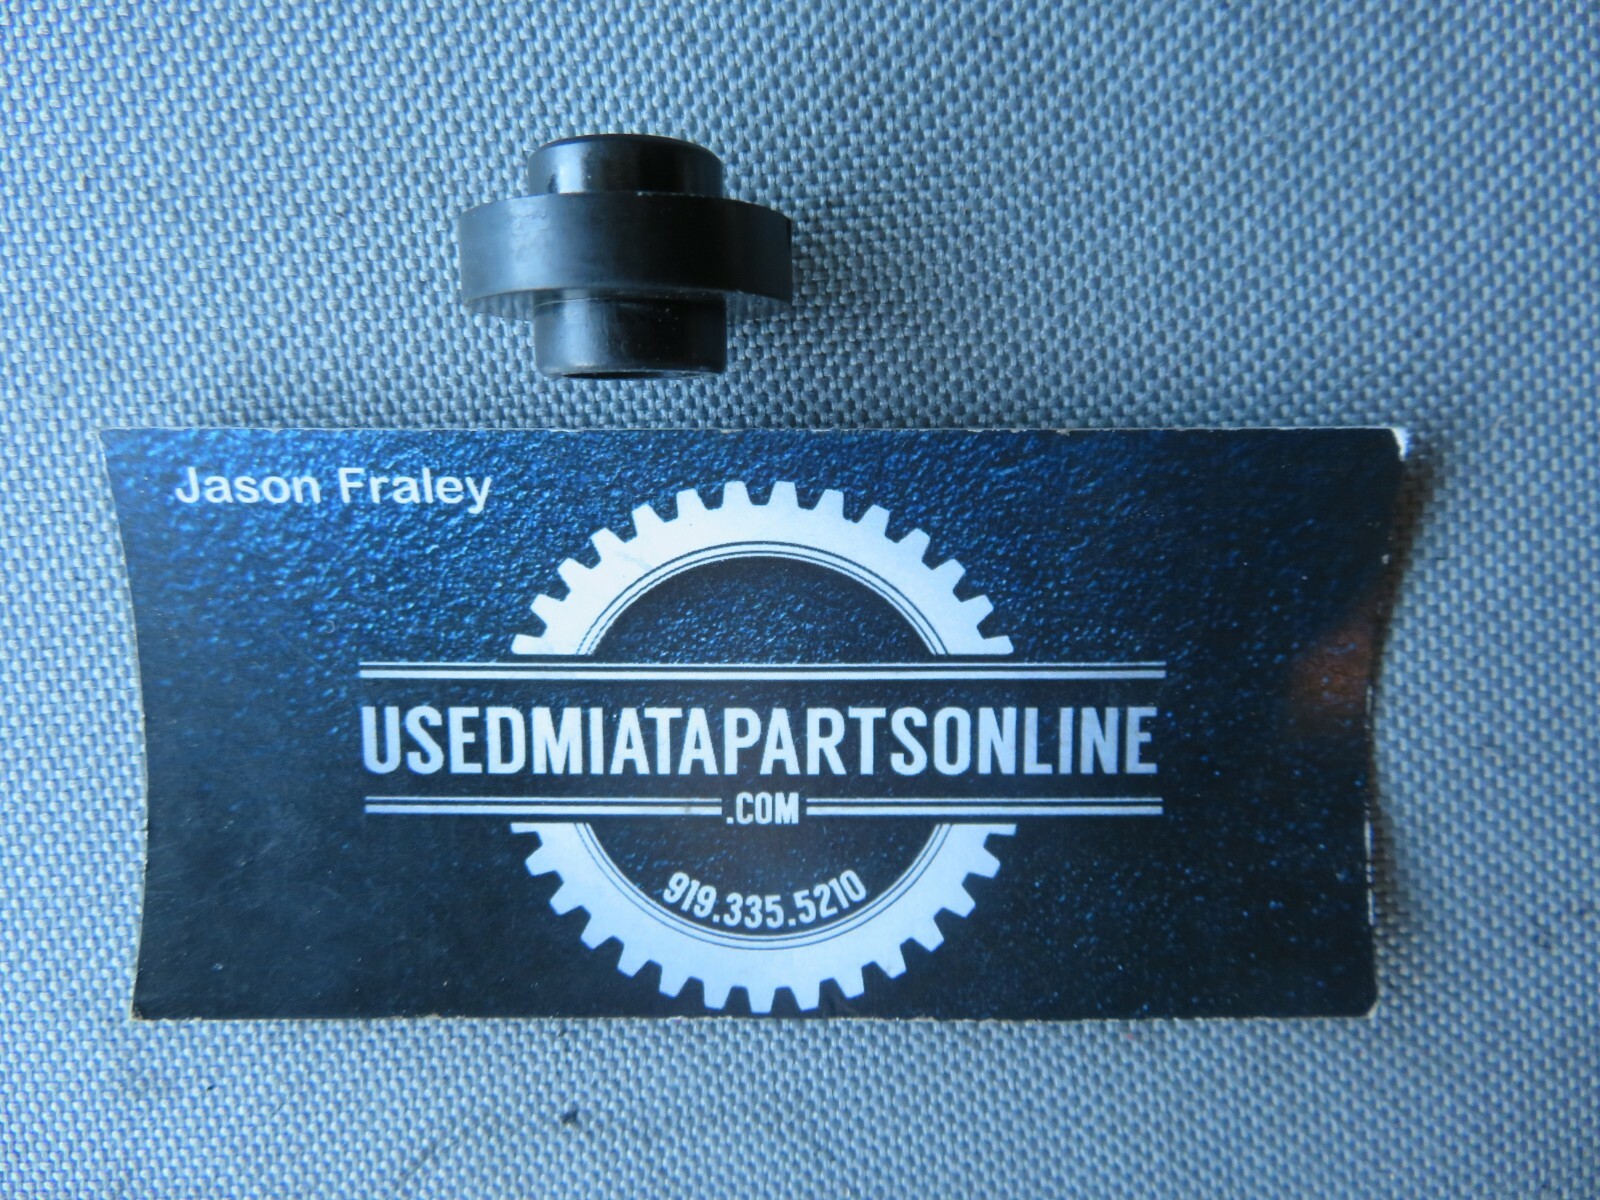 Jason Fraley
USEDMIATAPARTSONLINE
.COM
919.335.5210